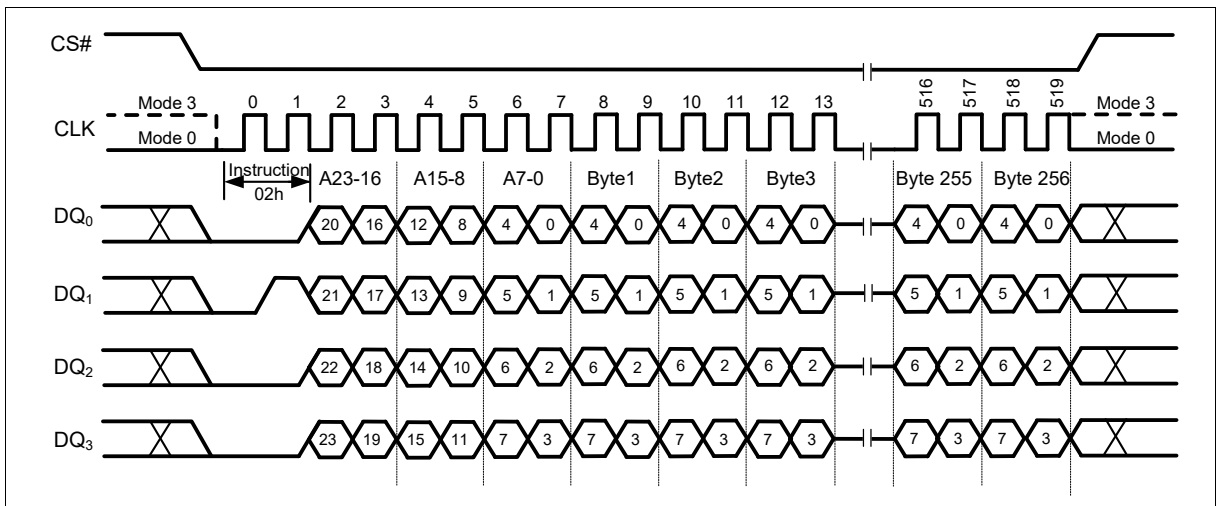 CS#
0 1 2 3 4 5 6 7 8 9 10 11 12 13 516 517 518 519
Mode 3 Mode 3
CLK
Mode 0 Mode 0
Instruction A23-16 A15-8 A7-0 Byte1 Byte2 Byte3 Byte 255 Byte 256
02h
DQ0 20 16 12 8 4 0 4 0 4 0 4 0 4 0 4 0
DQ1 21 17 13 9 5 1 5 1 5 1 5 1 5 1 5 1
DQ2 22 18 14 10 6 2 6 2 6 2 6 2 6 2 6 2
DQ3 23 19 15 11 7 3 7 3 7 3 7 3 7 3 7 3